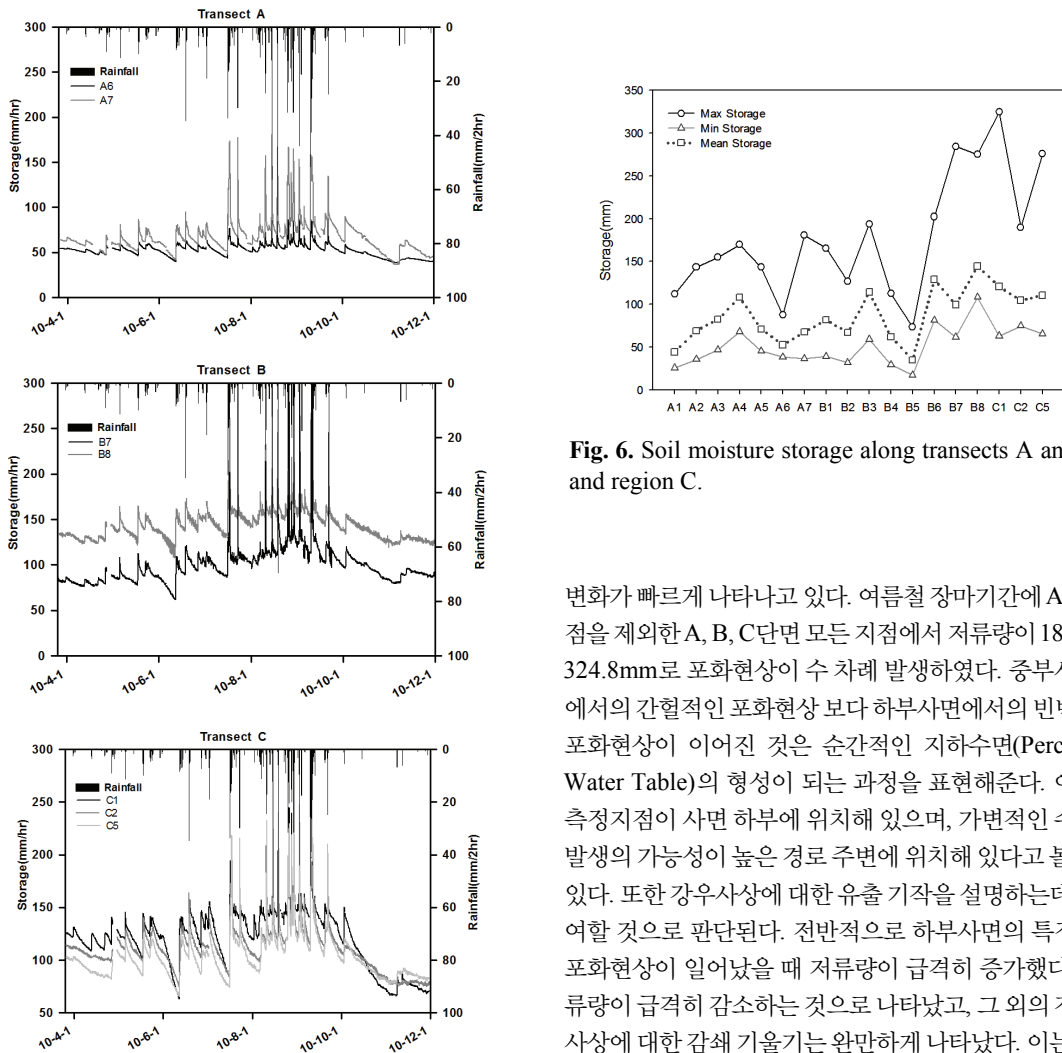 Transect A
300
250
200
150
100
50
0
Storage(mm/hr)
Rainfall
A6
A7
0
20
40
60
80
100
Rainfall(mm/2hr)
10-4-1
10-6-1
10-8-1
10-10-1
10-12-1
Transect B
300
250
200
150
100
50
0
Storage(mm/hr)
Rainfall
B7
B8
0
20
40
60
80
100
Rainfall(mm/2hr)
10-4-1
10-6-1
10-8-1
10-10-1
10-12-1
Transect C
300
250
200
150
100
50
Storage(mm/hr)
Rainfall
C1
C2
C5
0
20
40
60
80
100
Rainfall(mm/2hr)
10-4-1
10-6-1
10-8-1
10-10-1
10-12-1
350
300
250
200
150
100
50
0
Storage(mm)
Max Storage
Min Storage
Mean Storage
A1 A2 A3 A4 A5 A6 A7 B1 B2 B3 B4 B5 B6 B7 B8 C1 C2 C5
Fig. 6. Soil moisture storage along transects A an
and region C.
변화가 빠르게 나타나고 있다. 여름철 장마기간에 A
점을 제외한 A, B, C단면 모든 지점에서 저류량이 18
324.8mm로 포화현상이 수 차례 발생하였다. 중부사
에서의 간헐적인 포화현상 보다 하부사면에서의 빈번
포화현상이 이어진 것은 순간적인 지하수면(Perc
Water Table)의 형성이 되는 과정을 표현해준다. 이
측정지점이 사면 하부에 위치해 있으며, 가변적인 수
발생의 가능성이 높은 경로 주변에 위치해 있다고 볼
있다. 또한 강우사상에 대한 유출 기작을 설명하는데
여할 것으로 판단된다. 전반적으로 하부사면의 특
포화현상이 일어났을 때 저류량이 급격히 증가했다
류량이 급격히 감소하는 것으로 나타났고, 그 외의
사상에 대한 감쇄 기울기는 완만하게 나타났다. 이는